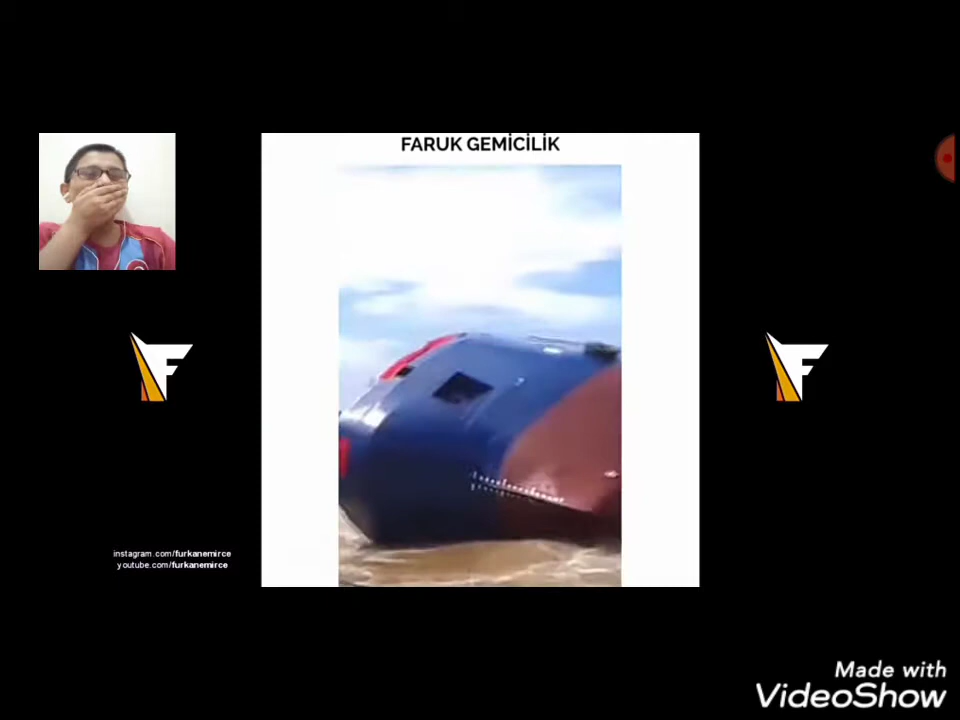 FARUK GEMİCİLİK
instagram.com/furkanemirce
youtube.com/furkanemirce
Made with
VideoShow